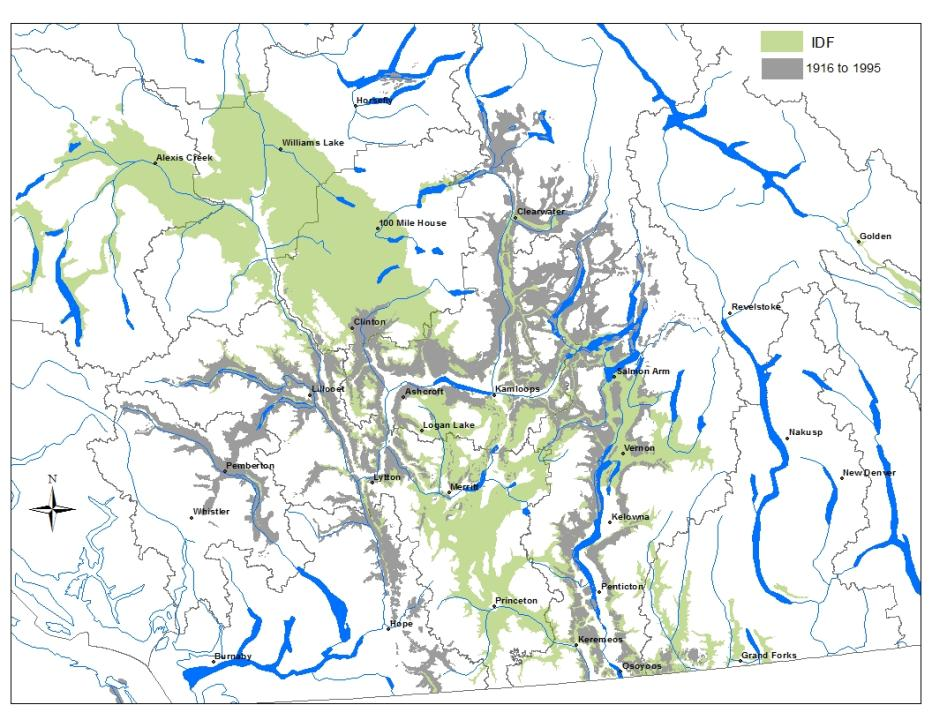 IDF
1916 to 1995
Horsefly
Williams Lake
Alexis Creek
Clearwater
100 Mile House
Golden
Revelstoke
Clinton
Salmon Arm
Lillooet
Ashcroft
Kamloops
Logan Lake
Nakusp
Vernon
Pemberton
New Denver
Lytton
Merritt
N
Whistler
Kelowna
Penticton
Princeton
Hope
Keremeos
Burnaby
Grand Forks
Osoyoos